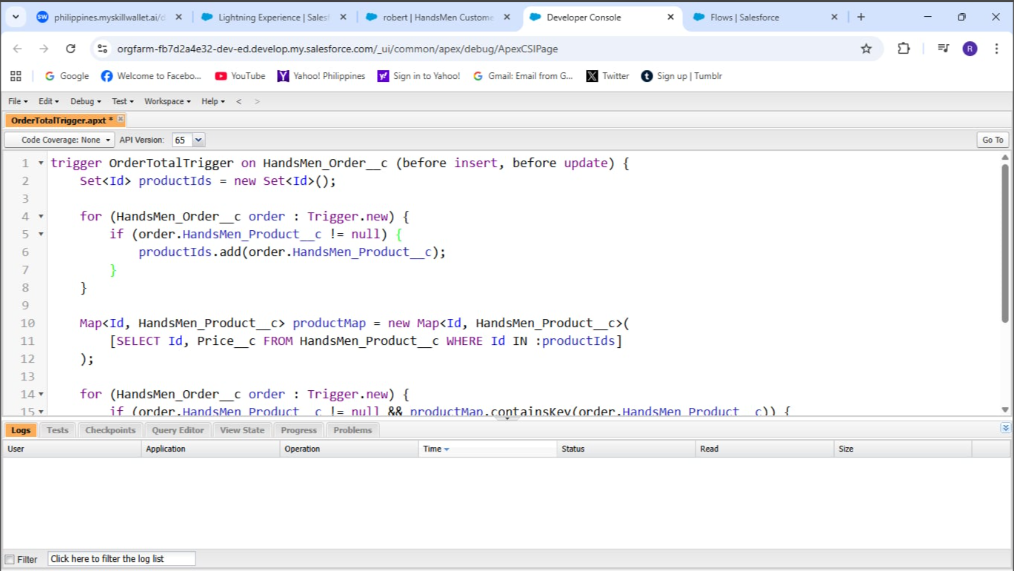 philippines.myskillwallet.ai/d
Lightning Experience | Sales
robert | HandsMen Custome
Developer Console
Flows | Salesforce
orgfarm-fb7d2a4e32-dev-ed.develop.my.salesforce.com/_ui/common/apex/debug/ApexCSIPage
R
Google
Welcome to Facebo...
YouTube
Yahoo! Philippines
Sign in to Yahoo!
Gmail: Email from G...
Twitter
Sign up | Tumblr
File Edit Debug Test Workspace Help < >
OrderTotalTrigger.apxt *
Code Coverage: None API Version: 65 Go To
1 trigger OrderTotalTrigger on HandsMen_Order__c (before insert, before update) {
2 Set<Id> productIds = new Set<Id>();
3
4 for (HandsMen_Order__c order : Trigger.new) {
5 if (order.HandsMen_Product__c != null) {
6 productIds.add(order.HandsMen_Product__c);
7 }
8 }
9
10 Map<Id, HandsMen_Product__c> productMap = new Map<Id, HandsMen_Product__c>(
11 [SELECT Id, Price__c FROM HandsMen_Product__c WHERE Id IN :productIds]
12 );
13
14 for (HandsMen_Order__c order : Trigger.new) {
15 if (order.HandsMen_Product__c != null && productMap.containsKey(order.HandsMen_Product__c)) {
Logs Tests Checkpoints Query Editor View State Progress Problems
User Application Operation Time Status Read Size
Filter Click here to filter the log list